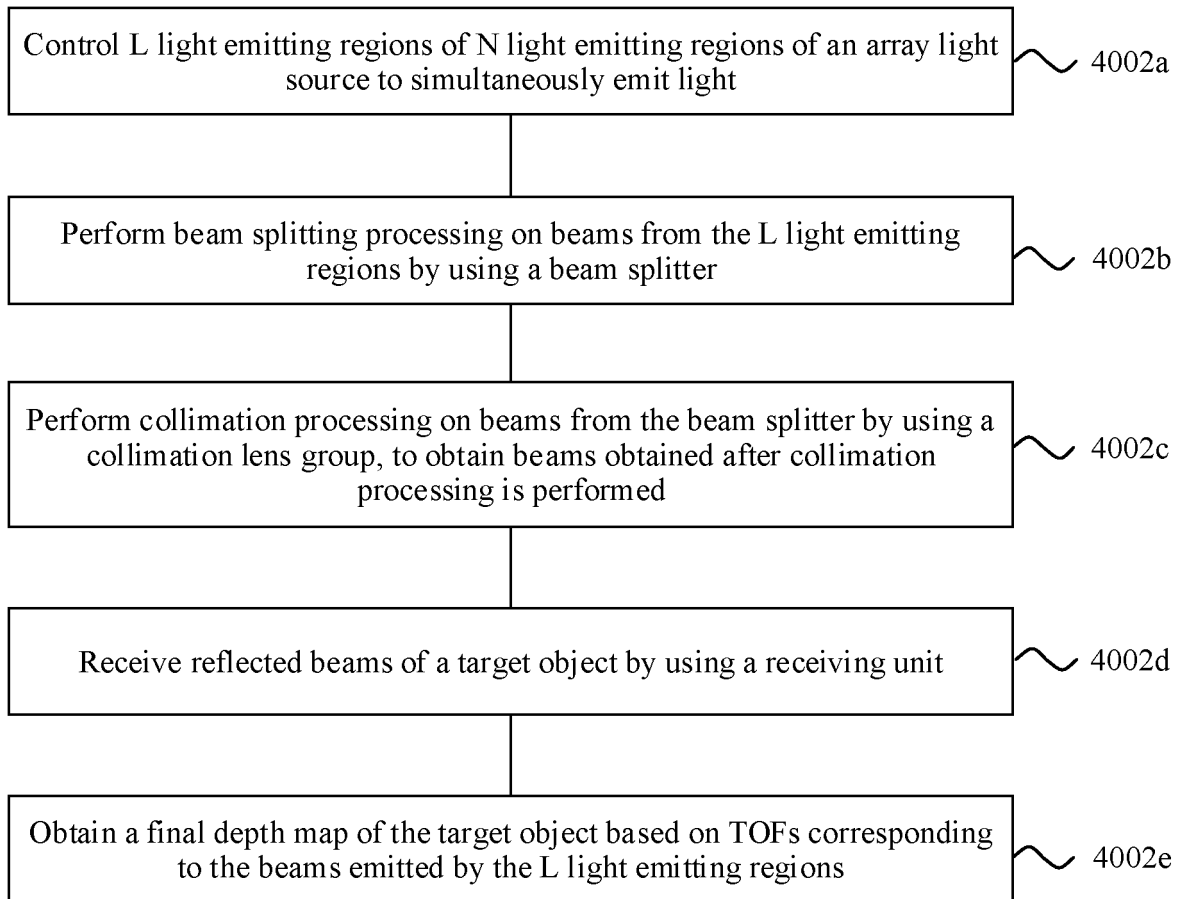 Control L light emitting regions of N light emitting regions of an array light
source to simultaneously emit light
4002a
Perform beam splitting processing on beams from the L light emitting
regions by using a beam splitter
4002b
Perform collimation processing on beams from the beam splitter by using a
collimation lens group, to obtain beams obtained after collimation
processing is performed
4002c
Receive reflected beams of a target object by using a receiving unit
4002d
Obtain a final depth map of the target object based on TOFs corresponding
to the beams emitted by the L light emitting regions
4002e